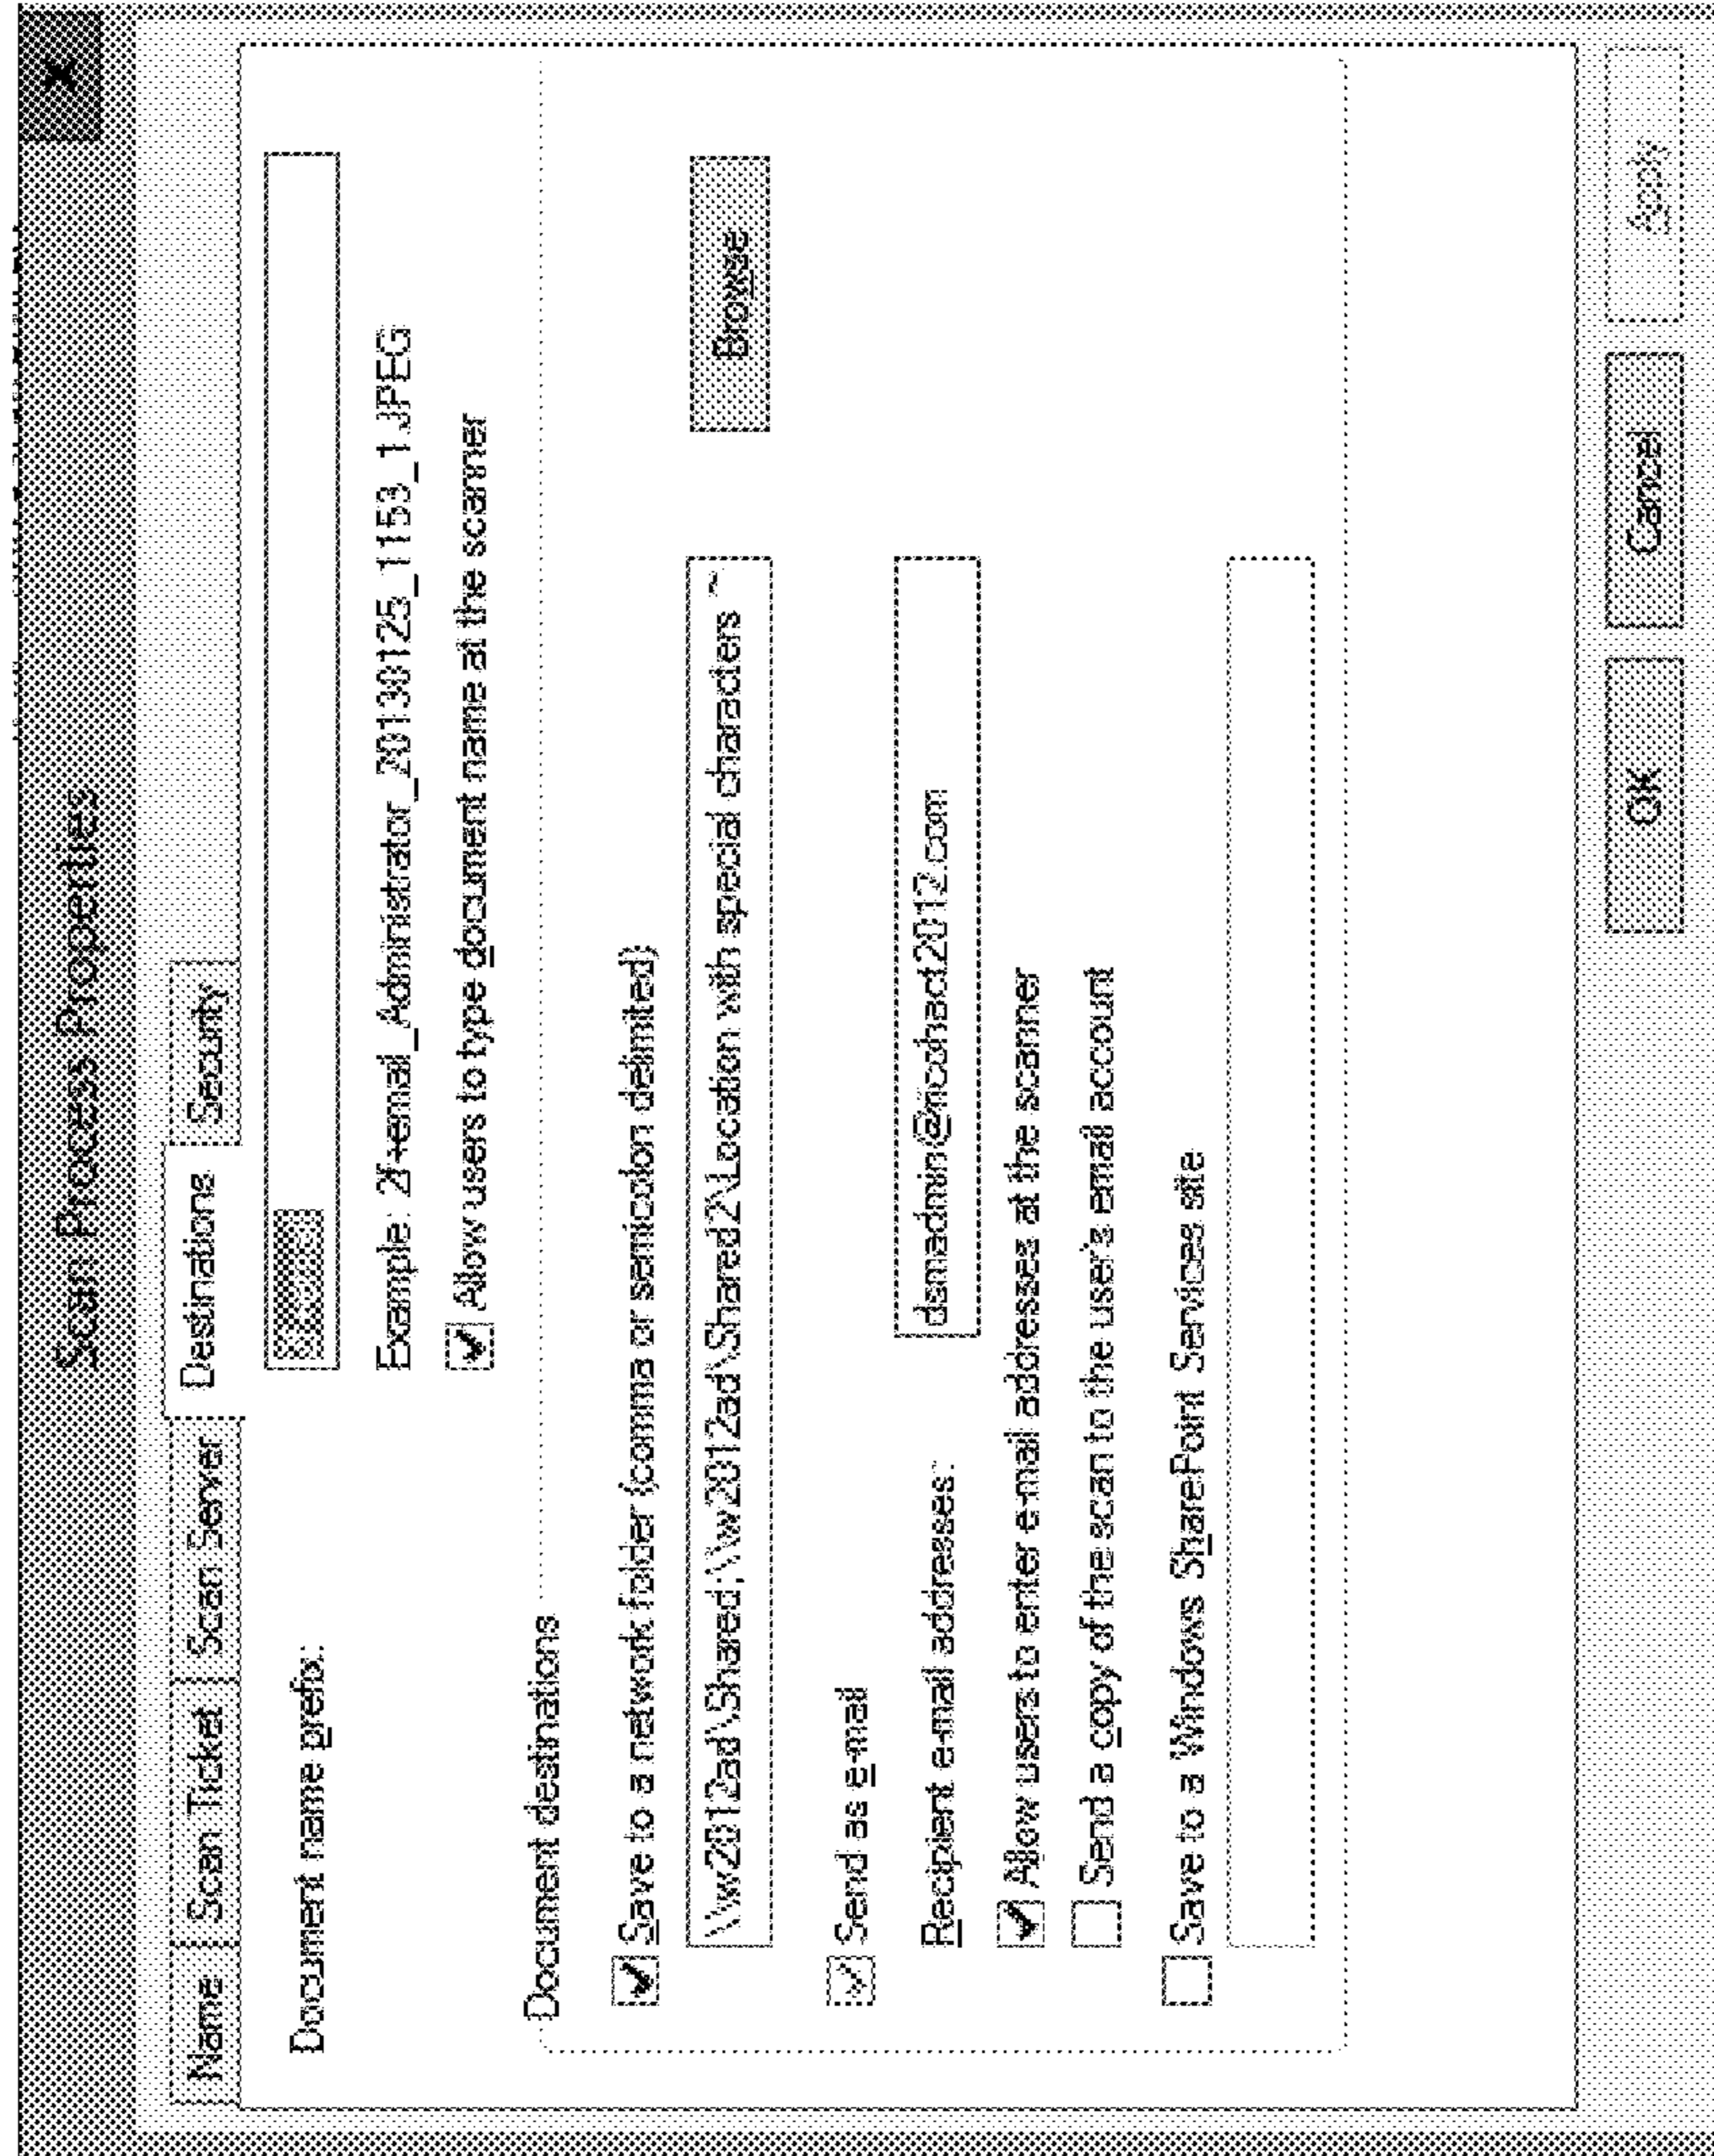 Scan Process Properties
Name Scan Ticket Scan Server Destinations Security
Document name prefix:
Example: 2f+email_Administrator_20130125_1153_1.JPEG
Allow users to type document name at the scanner
Document destinations
Save to a network folder (comma or semicolon delimited)
\\w2012ad\Shared;\\w2012ad\Shared2\Location with special characters ~
Browse
Send as e-mail
Recipient e-mail addresses:
dsmadmin@ricohact2012.com
Allow users to enter e-mail addresses at the scanner
Send a copy of the scan to the user's email account
Save to a Windows SharePoint Services site
OK Cancel Apply